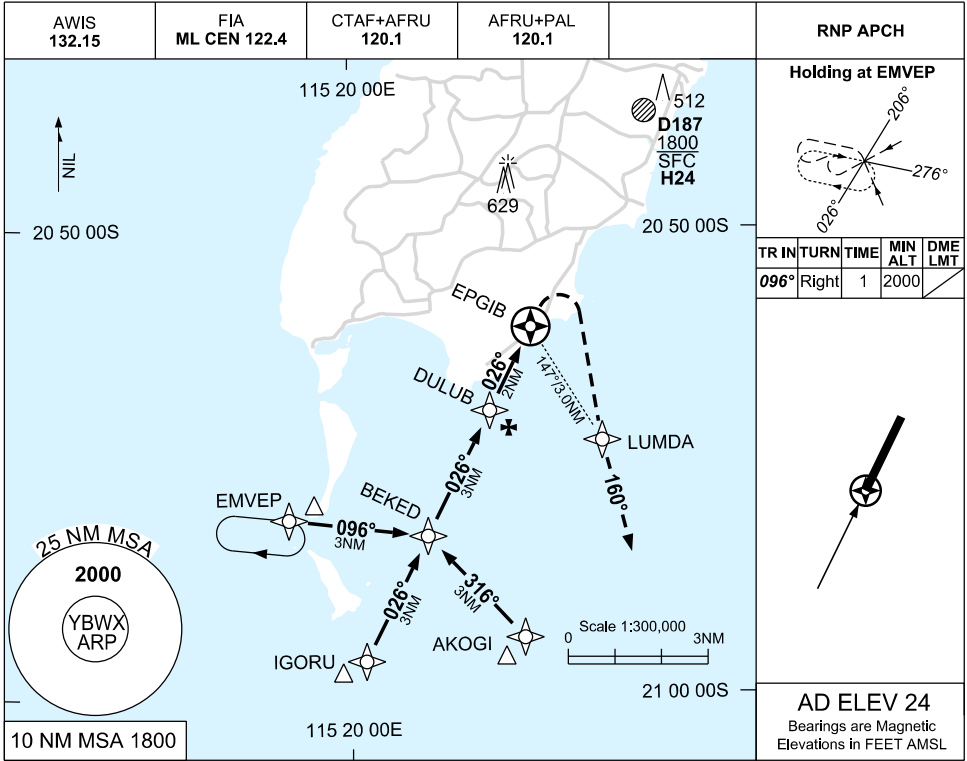 AWIS
132.15
FIA
ML CEN 122.4
CTAF+AFRU
120.1
AFRU+PAL
120.1
RNP APCH
115 20 00E
NIL
512
D187
1800
SFC
H24
629
20 50 00S
20 50 00S
EPGIB
026°
2NM
147°/3.0NM
DULUB
LUMDA
026°
3NM
160°
BEKED
EMVEP
096°
3NM
026°
3NM
316°
3NM
IGORU
AKOGI
Scale 1:300,000
0
3NM
25 NM MSA
2000
YBWX
ARP
21 00 00S
115 20 00E
10 NM MSA 1800
Holding at EMVEP
206°
276°
026°
TR IN TURN TIME MIN ALT DME LMT
096° Right 1 2000
AD ELEV 24
Bearings are Magnetic
Elevations in FEET AMSL